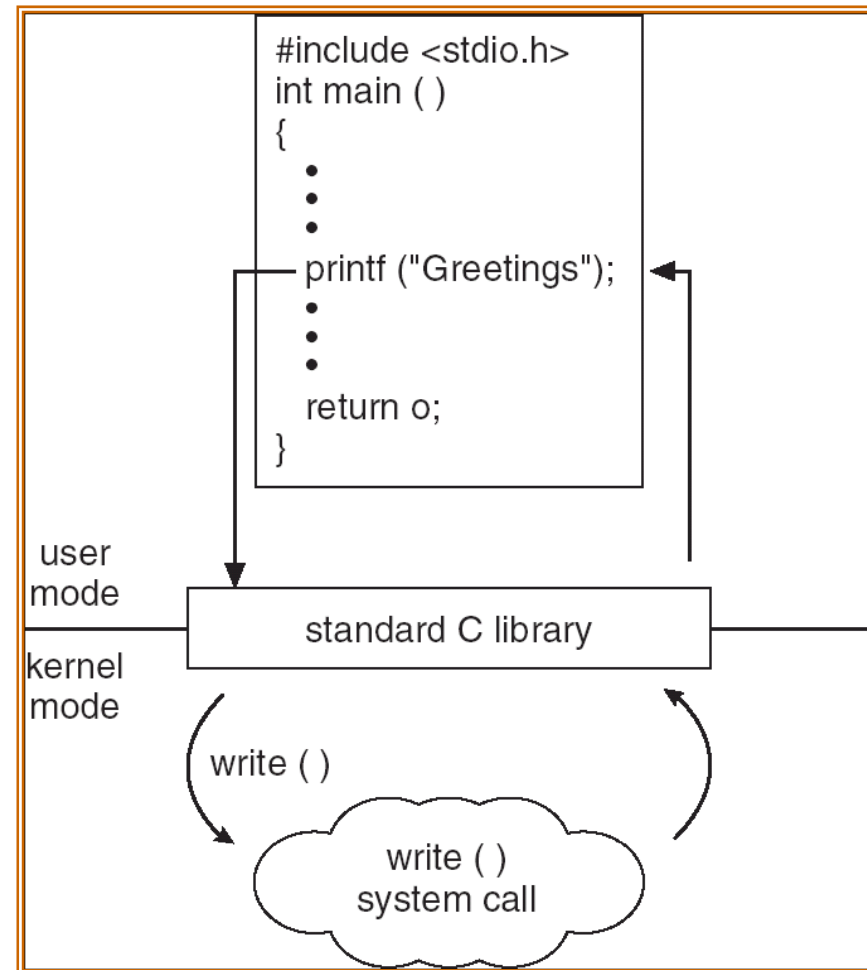 #include <stdio.h>
int main ( )
{
•
•
•
printf ("Greetings");
•
•
•
return o;
}
user
mode
standard C library
kernel
mode
write ( )
write ( )
system call